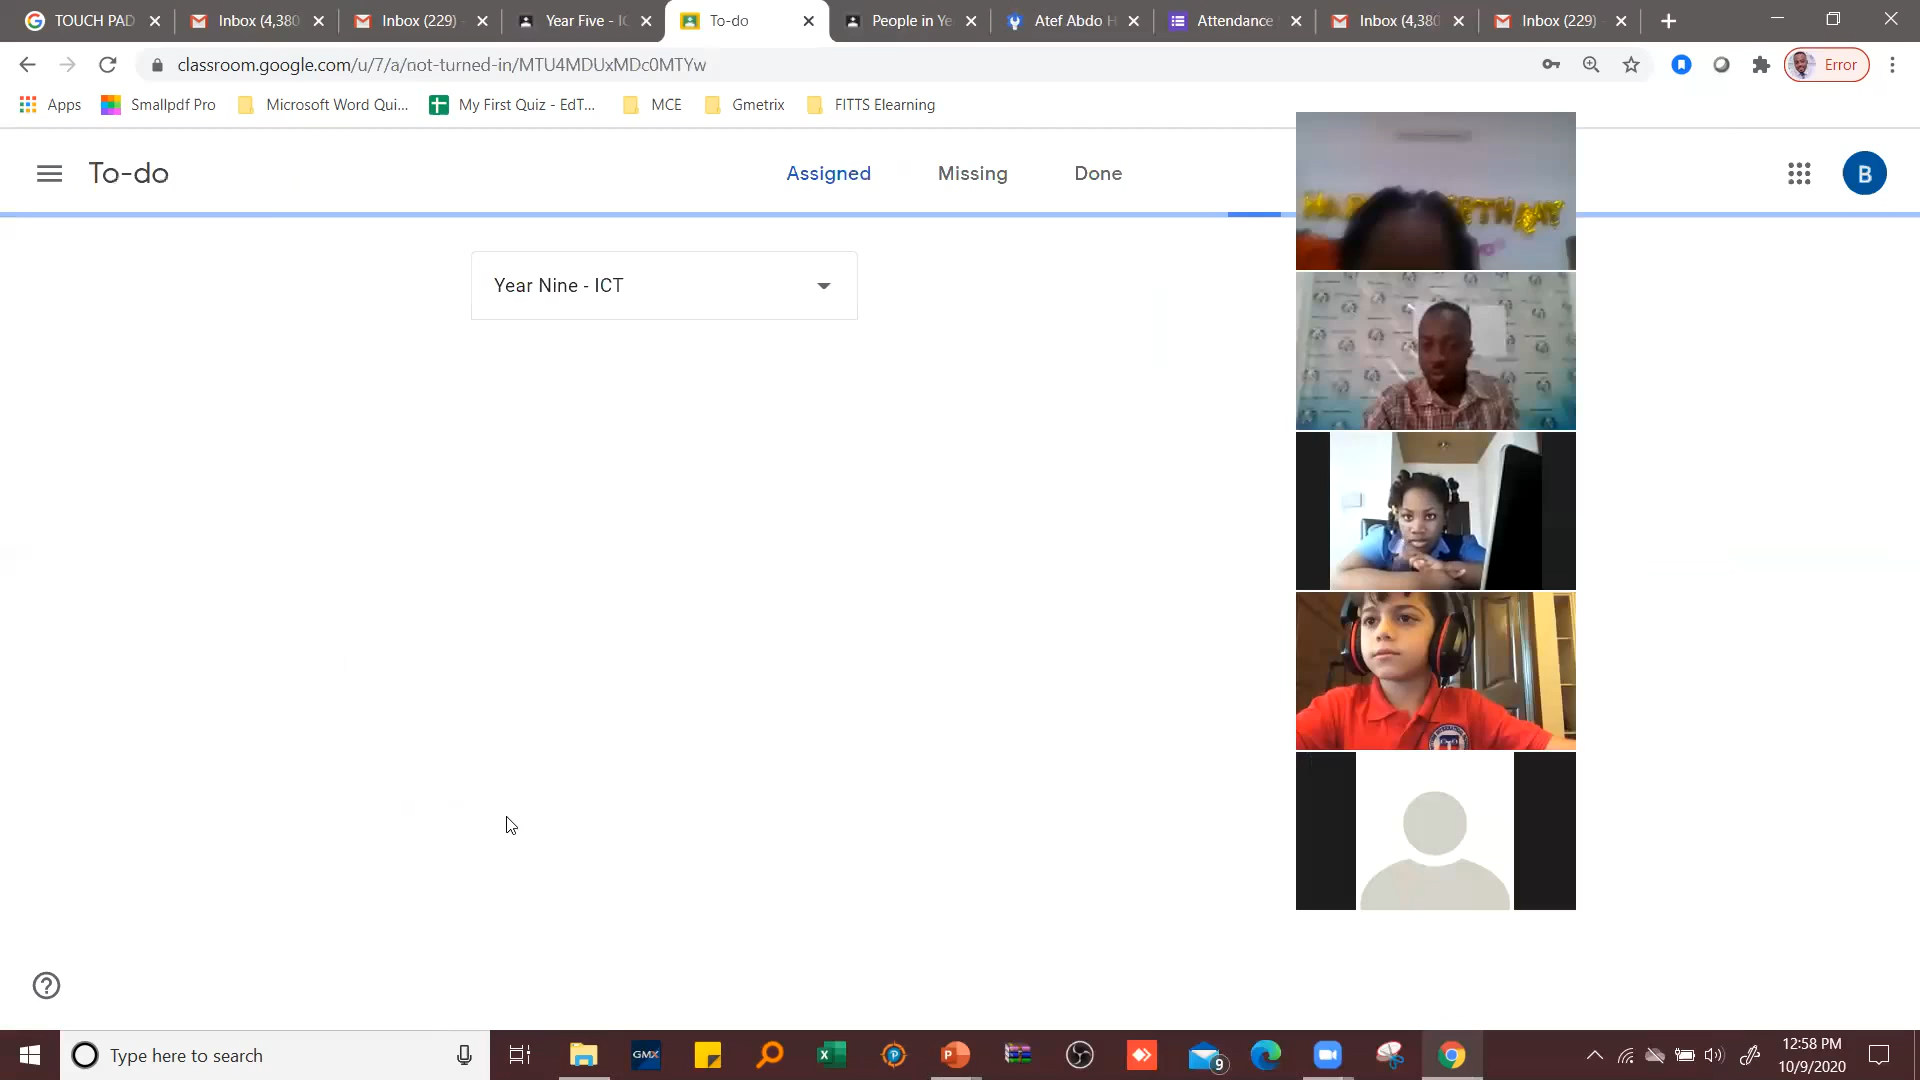 TOUCH PAD
Inbox (4,380
Inbox (229)
Year Five - IC
To-do
People in Ye
Atef Abdo H
Attendance
Inbox (4,380
Inbox (229)
classroom.google.com/u/7/a/not-turned-in/MTU4MDUxMDc0MTYw
Error
Apps
Smallpdf Pro
Microsoft Word Qui...
My First Quiz - EdT...
MCE
Gmetrix
FITTS Elearning
To-do
Assigned
Missing
Done
B
Year Nine - ICT
Type here to search
GMX
9
12:58 PM
10/9/2020